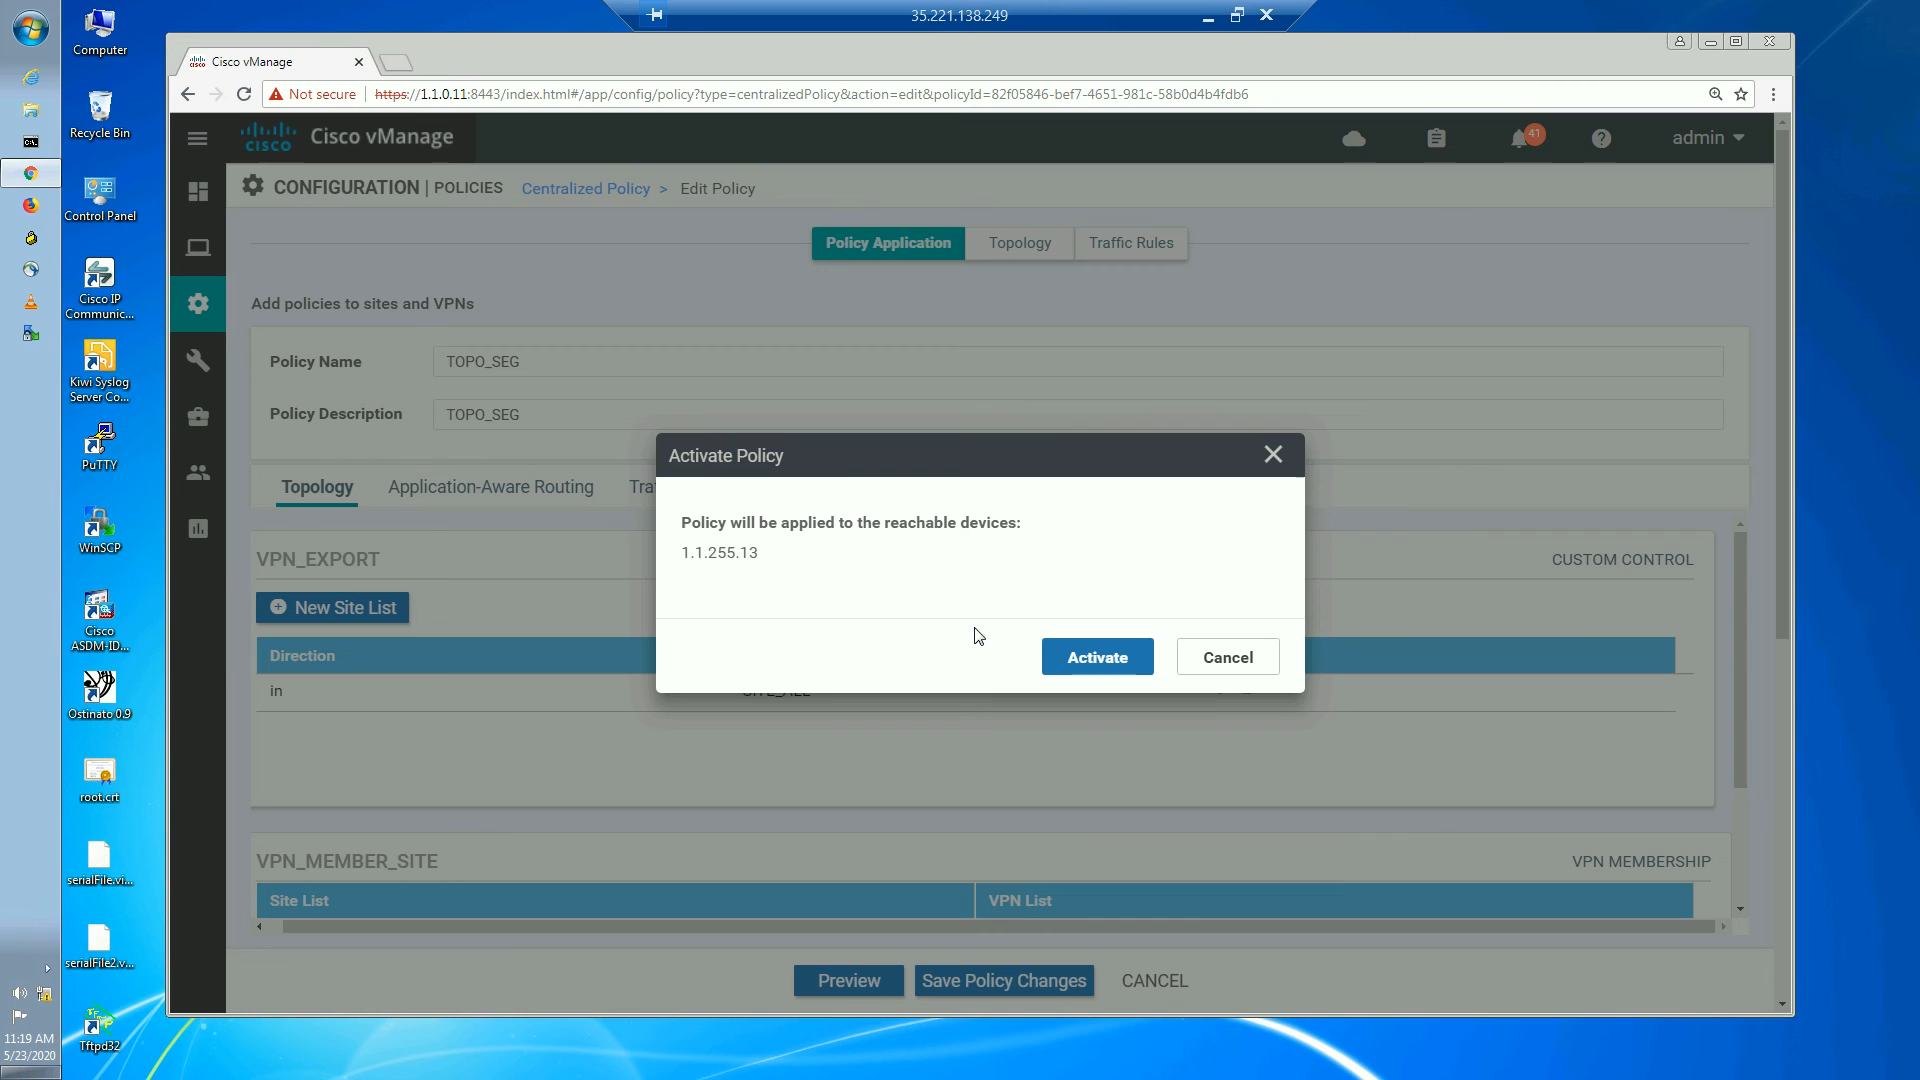 35.221.138.249
Computer
Recycle Bin
Control Panel
Cisco IP
Communic...
Kiwi Syslog
Server Co...
PuTTY
WinSCP
Cisco
ASDM-ID...
Ostinato 0.9
root.crt
serialFile.vi...
serialFile2.v...
Tftpd32
11:19 AM
5/23/2020
Cisco vManage
Not secure | https://1.1.0.11:8443/index.html#/app/config/policy?type=centralizedPolicy&action=edit&policyId=82f05846-bef7-4651-981c-58b0d4b4fdb6
cisco Cisco vManage
41
admin
CONFIGURATION | POLICIES Centralized Policy > Edit Policy
Policy Application Topology Traffic Rules
Add policies to sites and VPNs
Policy Name TOPO_SEG
Policy Description TOPO_SEG
Topology Application-Aware Routing Tra
Activate Policy
Policy will be applied to the reachable devices:
1.1.255.13
Activate Cancel
VPN_EXPORT CUSTOM CONTROL
New Site List
Direction
in SITE_ALL
VPN_MEMBER_SITE VPN MEMBERSHIP
Site List VPN List
Preview Save Policy Changes CANCEL